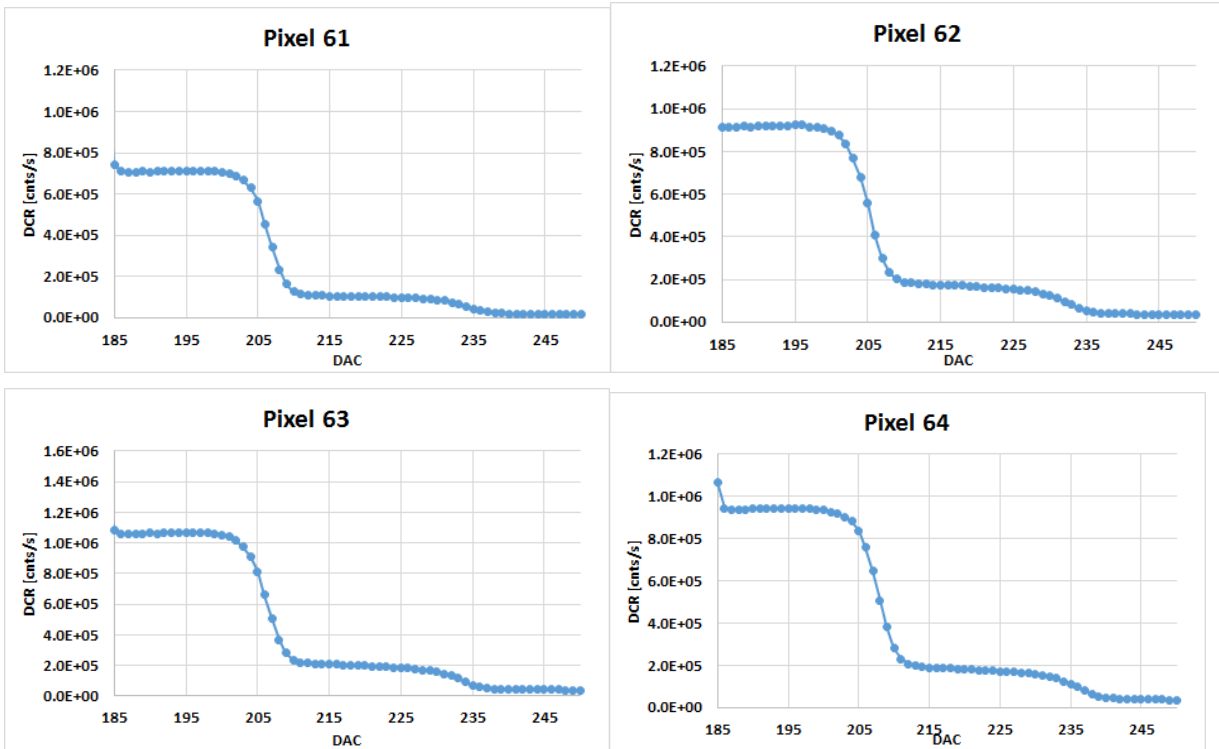 Pixel 61
1.2E+06
1.0E+06
8.0E+05
6.0E+05
4.0E+05
2.0E+05
0.0E+00
DCR [cnts/s]
185 195 205 215 225 235 245
DAC
Pixel 62
1.2E+06
1.0E+06
8.0E+05
6.0E+05
4.0E+05
2.0E+05
0.0E+00
DCR [cnts/s]
185 195 205 215 225 235 245
DAC
Pixel 63
1.6E+06
1.4E+06
1.2E+06
1.0E+06
8.0E+05
6.0E+05
4.0E+05
2.0E+05
0.0E+00
DCR [cnts/s]
185 195 205 215 225 235 245
DAC
Pixel 64
1.2E+06
1.0E+06
8.0E+05
6.0E+05
4.0E+05
2.0E+05
0.0E+00
DCR [cnts/s]
185 195 205 215 225 235 245
DAC